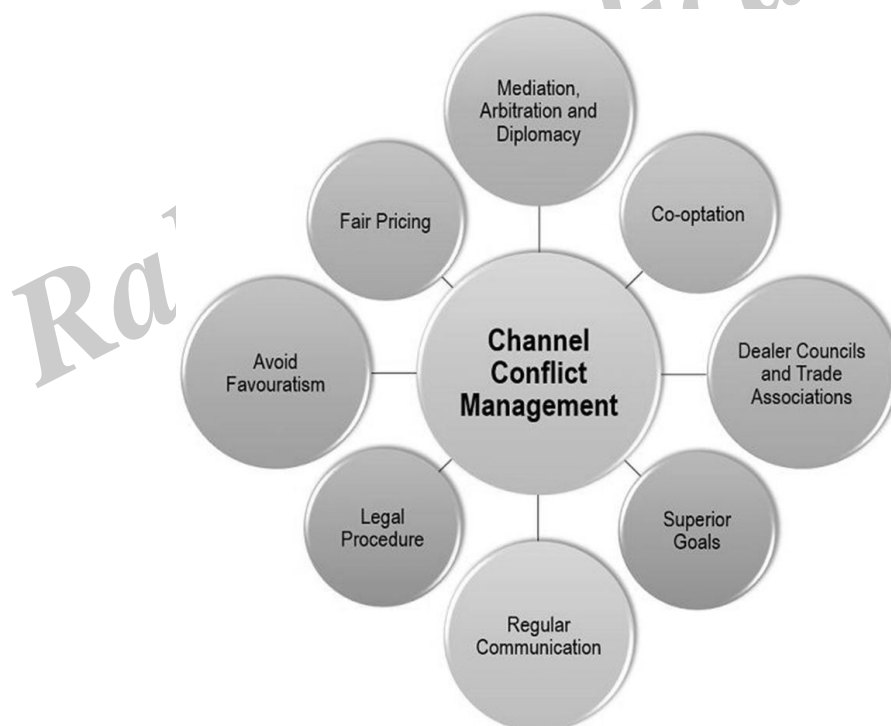 Mediation,
Arbitration and
Diplomacy
Co-optation
Dealer Councils
and Trade
Associations
Superior
Goals
Regular
Communication
Legal
Procedure
Avoid
Favouratism
Fair Pricing
Channel
Conflict
Management